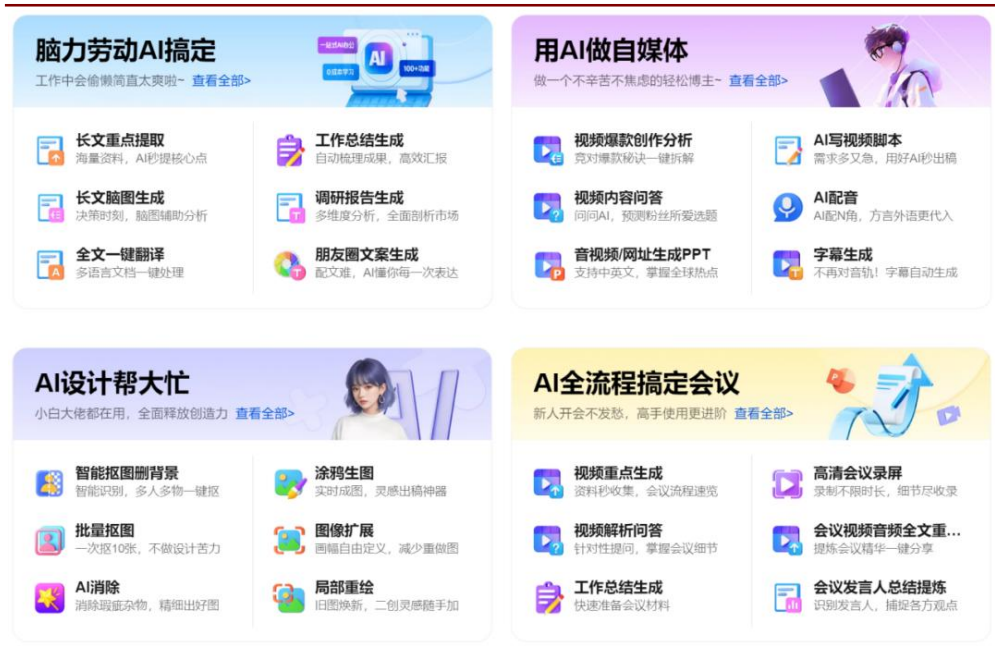 脑力劳动AI搞定
工作中会偷懒简直太爽啦~ 查看全部>
一站式AI办公
0成本学习
AI
100+功能
长文重点提取
海量资料，AI秒提核心点
工作总结生成
自动梳理成果，高效汇报
长文脑图生成
决策时刻，脑图辅助分析
调研报告生成
多维度分析，全面剖析市场
全文一键翻译
多语言文档一键处理
朋友圈文案生成
配文难，AI懂你每一次表达
用AI做自媒体
做一个不辛苦不焦虑的轻松博主~ 查看全部>
视频爆款创作分析
竞对爆款秘诀一键拆解
AI写视频脚本
需求多又急，用好AI秒出稿
视频内容问答
问问AI，预测粉丝所爱选题
AI配音
AI配N角，方言外语更代入
音视频/网址生成PPT
支持中英文，掌握全球热点
字幕生成
不再对音轨！字幕自动生成
AI设计帮大忙
小白大佬都在用，全面释放创造力 查看全部>
智能抠图删背景
智能识别，多人多物一键抠
涂鸦生图
实时成图，灵感出稿神器
批量抠图
一次抠10张，不做设计苦力
图像扩展
画幅自由定义，减少重做图
AI消除
消除瑕疵杂物，精细出好图
局部重绘
旧图焕新，二创灵感随手加
AI全流程搞定会议
新人开会不发愁，高手使用更进阶 查看全部>
视频重点生成
资料秒收集，会议流程速览
高清会议录屏
录制不限时长，细节尽收录
视频解析问答
针对性提问，掌握会议细节
会议视频音频全文重...
提炼会议精华一键分享
工作总结生成
快速准备会议材料
会议发言人总结提炼
识别发言人，捕捉各方观点